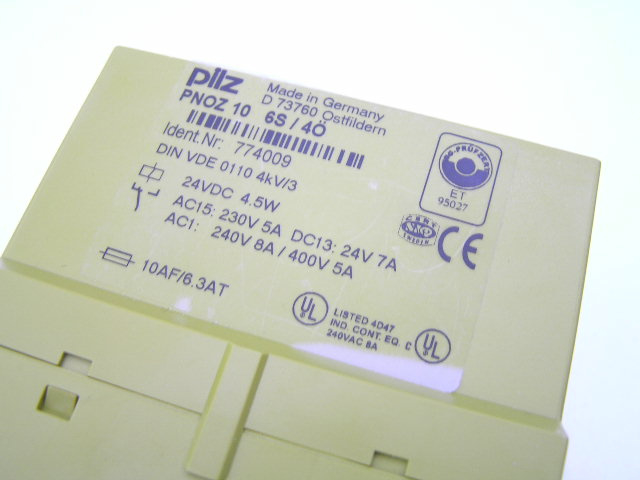 pilz
Made in Germany
D 73760 Ostfildern
PNOZ 10 6S / 4Ö
Ident.Nr: 774009
DIN VDE 0110 4kV/3
24VDC 4.5W
AC15: 230V 5A DC13: 24V 7A
AC1: 240V 8A / 400V 5A
10AF/6.3AT
BG-PRÜFZERT
ET
95027
CE
UL
LISTED 4D47
IND. CONT. EQ.
240VAC 8A
C UL